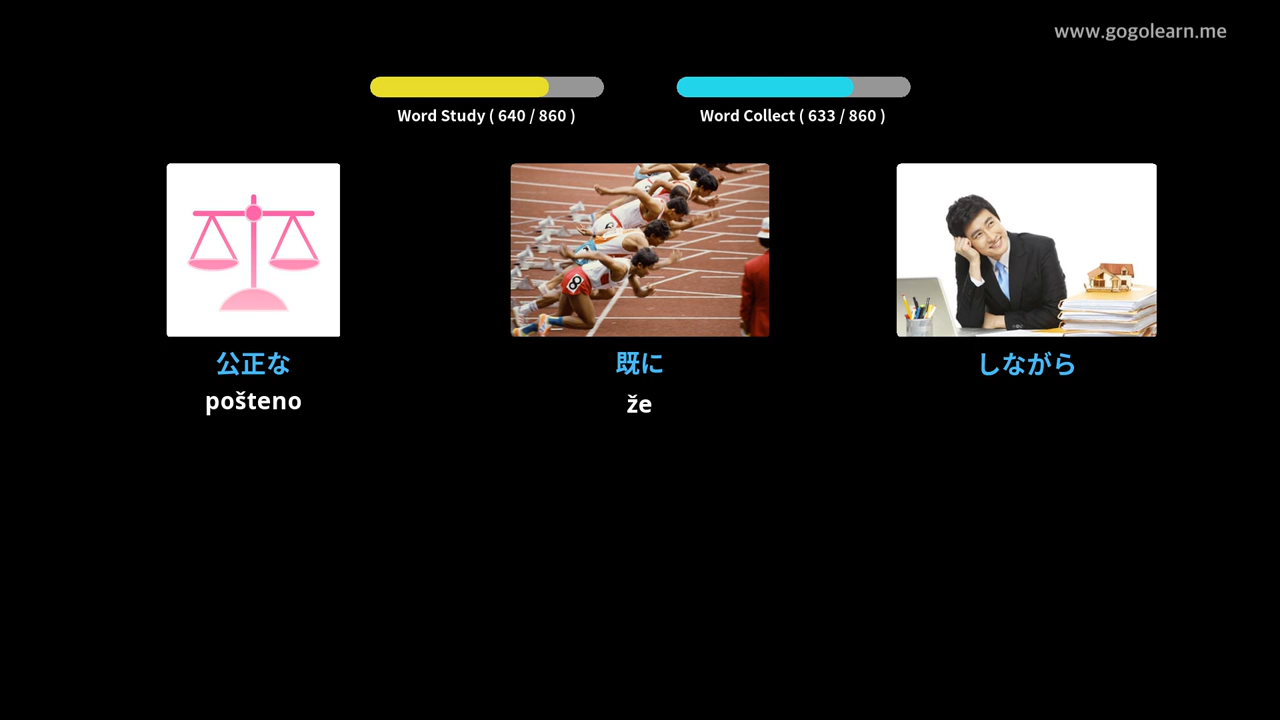 www.gogolearn.me
Word Study ( 640 / 860 )
Word Collect ( 633 / 860 )
公正な
既に
しながら
pošteno
že
8